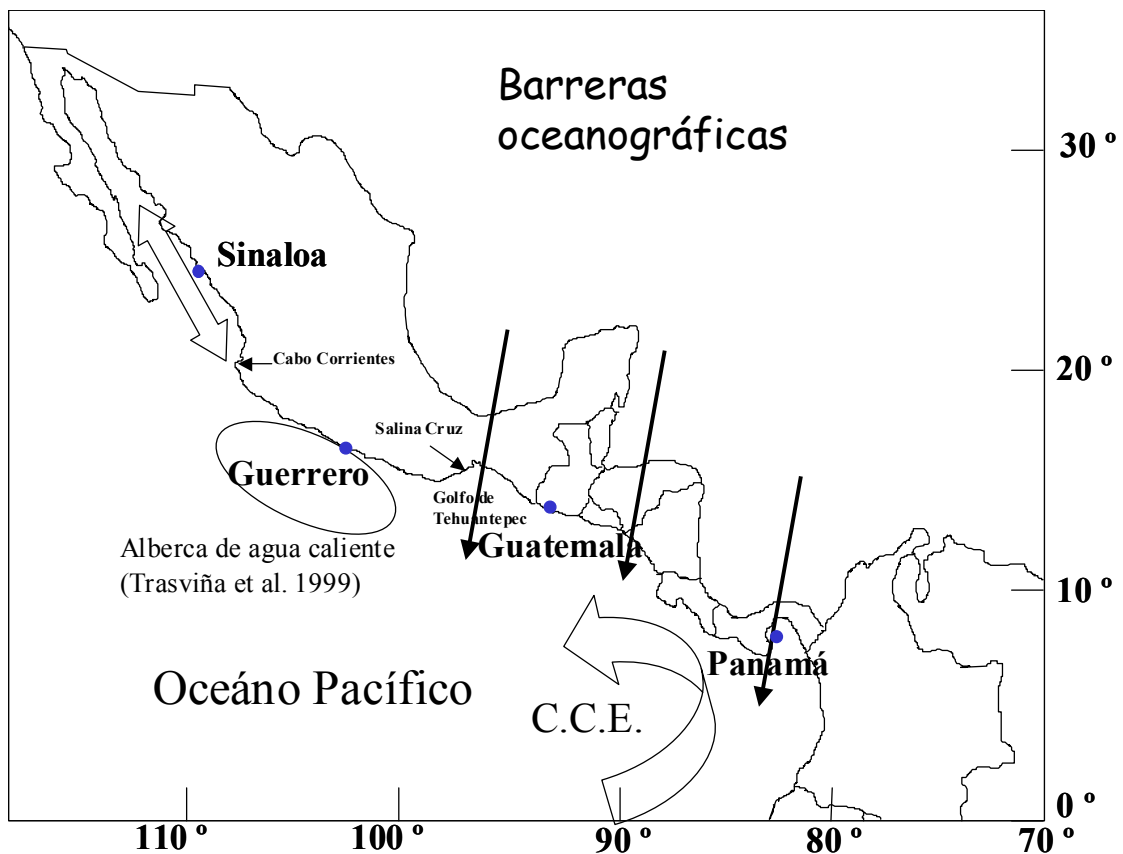 Barreras
oceanográficas
30 º
Sinaloa
Cabo Corrientes
20 º
Salina Cruz
Guerrero
Golfo de
Tehuantepec
Guatemala
Alberca de agua caliente
(Trasviña et al. 1999)
10 º
Panamá
Oceáno Pacífico
C.C.E.
0 º
110 º 100 º 90 º 80 º 70 º